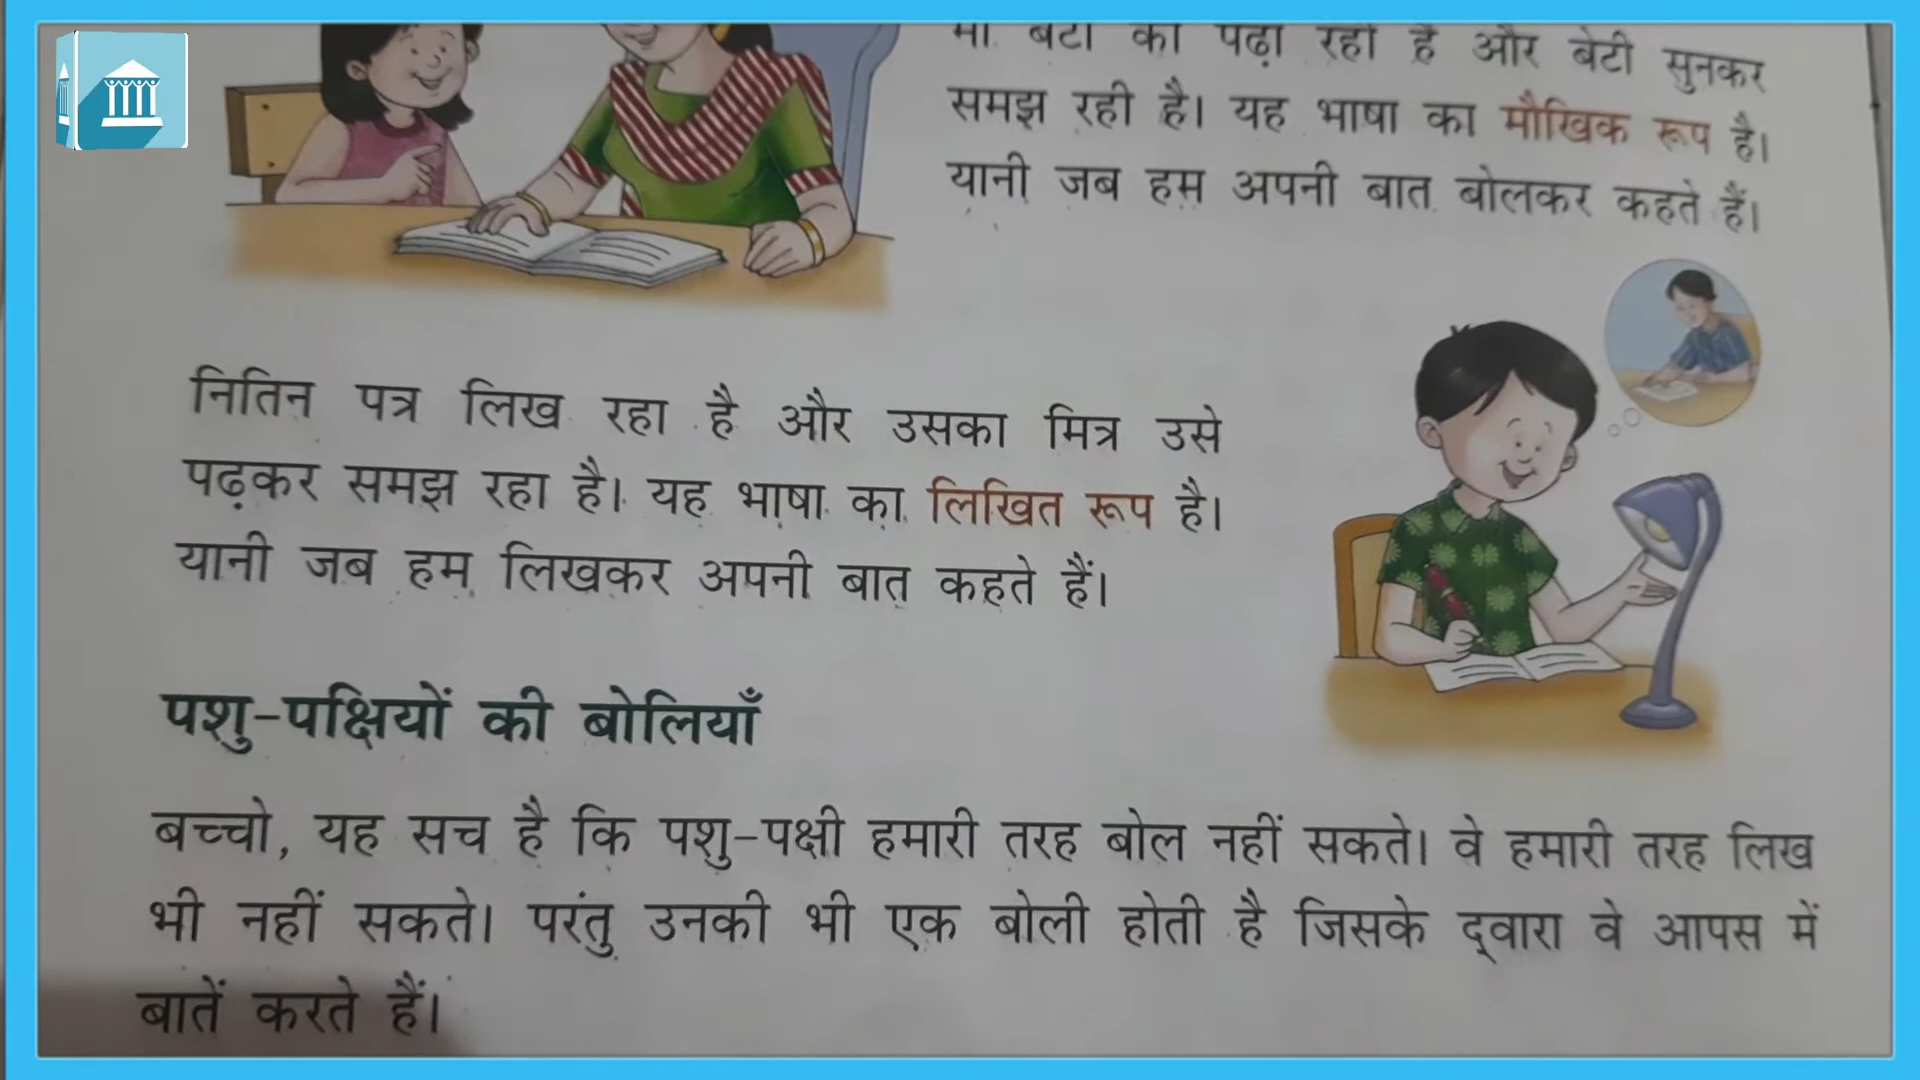 माँ बेटी को पढ़ा रही है और बेटी सुनकर
समझ रही है। यह भाषा का मौखिक रूप है।
यानी जब हम अपनी बात बोलकर कहते हैं।
नितिन पत्र लिख रहा है और उसका मित्र उसे
पढ़कर समझ रहा है। यह भाषा का लिखित रूप है।
यानी जब हम लिखकर अपनी बात कहते हैं।
पशु-पक्षियों की बोलियाँ
बच्चो, यह सच है कि पशु-पक्षी हमारी तरह बोल नहीं सकते। वे हमारी तरह लिख
भी नहीं सकते। परंतु उनकी भी एक बोली होती है जिसके द्‌वारा वे आपस में
बातें करते हैं।